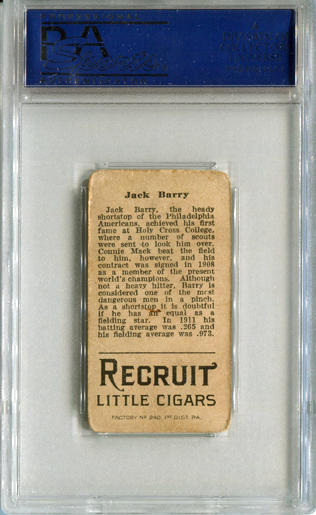 PSA
Jack Barry
Jack Barry, the heady
shortstop of the Philadelphia
Americans, achieved his first
fame at Holy Cross College,
where a number of scouts
were sent to look him over.
Connie Mack beat the field
to him, however, and his
contract was signed in 1908
as a member of the present
world's champions. Although
not a heavy hitter, Barry is
considered one of the most
dangerous men in a pinch.
As a shortstop it is doubtful
if he has an equal as a
fielding star. In 1911 his
batting average was .265 and
his fielding average was .973.
RECRUIT
LITTLE CIGARS
FACTORY Nº 240, 1ST DIST. PA.